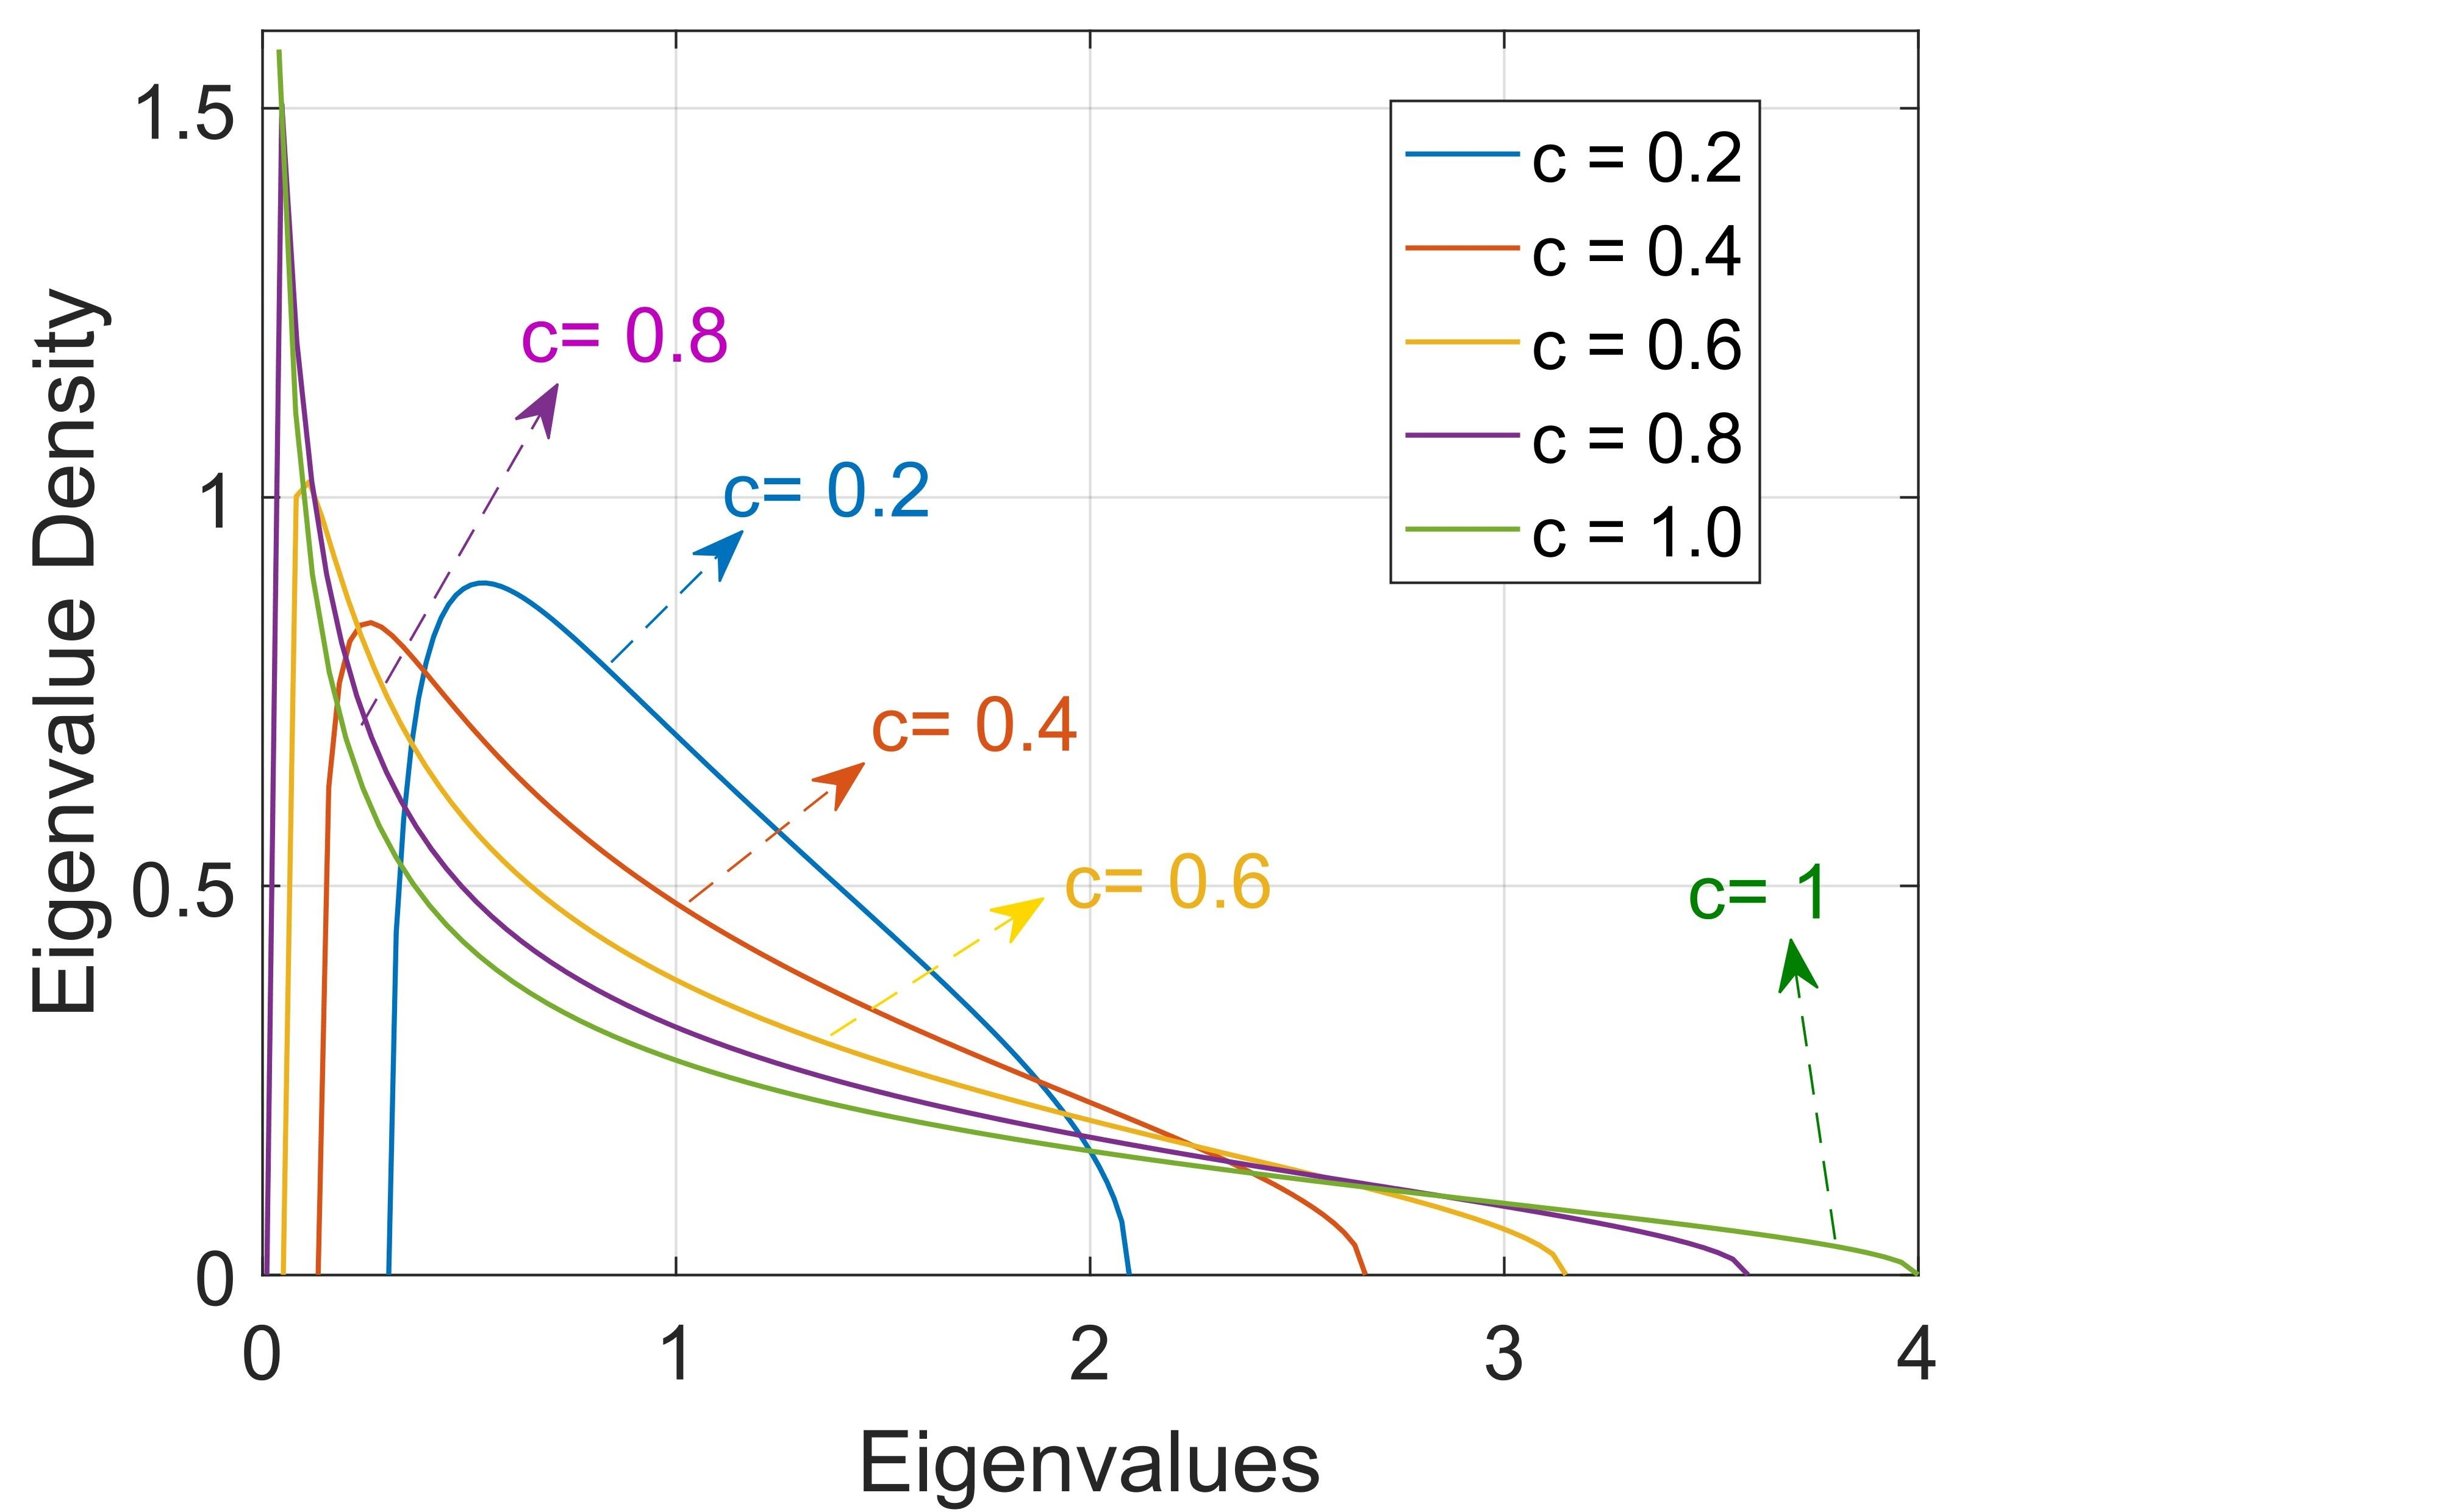 Eigenvalue Density
1.5
1
0.5
0
c= 0.8
c= 0.2
c= 0.4
c= 0.6
c= 1
c = 0.2
c = 0.4
c = 0.6
c = 0.8
c = 1.0
0 1 2 3 4
Eigenvalues